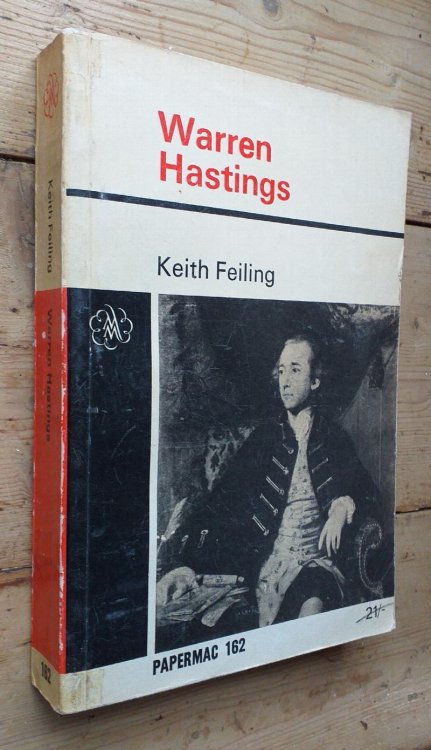 Warren
Hastings
Keith Feiling
PAPERMAC 162
21/-
Keith Feiling
Warren Hastings
162